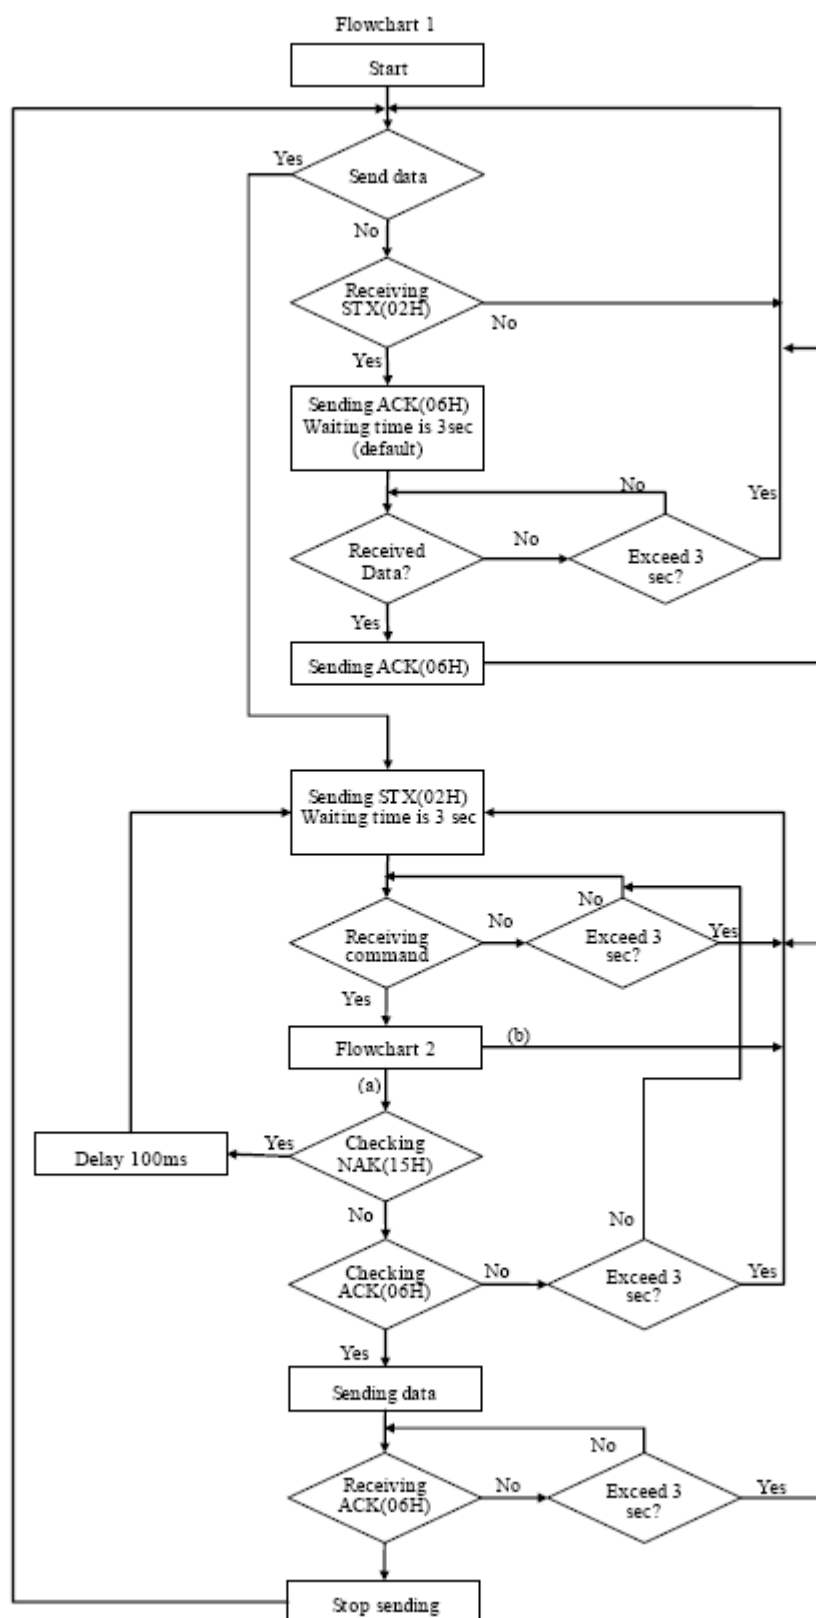 Flowchart 1
Start
Yes
Send data
No
Receiving
STX(02H)
No
Yes
Sending ACK(06H)
Waiting time is 3sec
(default)
No
Yes
Received
Data?
No
Exceed 3
sec?
Yes
Sending ACK(06H)
Sending STX(02H)
Waiting time is 3 sec
No
Receiving
command
No
Exceed 3
sec?
Yes
Yes
Flowchart 2
(b)
(a)
Delay 100ms
Yes
Checking
NAK(15H)
No
No
Checking
ACK(06H)
No
Exceed 3
sec?
Yes
Yes
Sending data
No
Receiving
ACK(06H)
No
Exceed 3
sec?
Yes
Stop sending